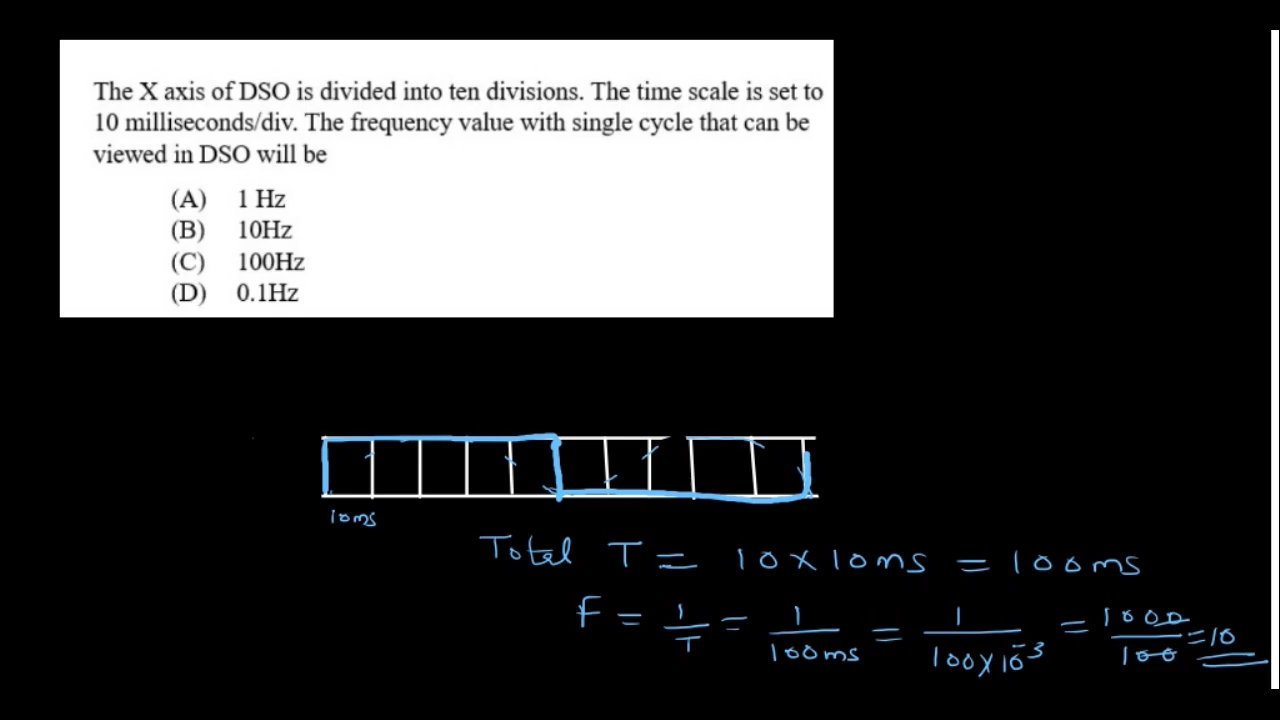 The X axis of DSO is divided into ten divisions. The time scale is set to
10 milliseconds/div. The frequency value with single cycle that can be
viewed in DSO will be
(A) 1 Hz
(B) 10Hz
(C) 100Hz
(D) 0.1Hz
10ms
Total T = 10 X 10ms = 100ms
F = 1/T = 1/100ms = 1/100X10⁻³ = 1000/100 = 10